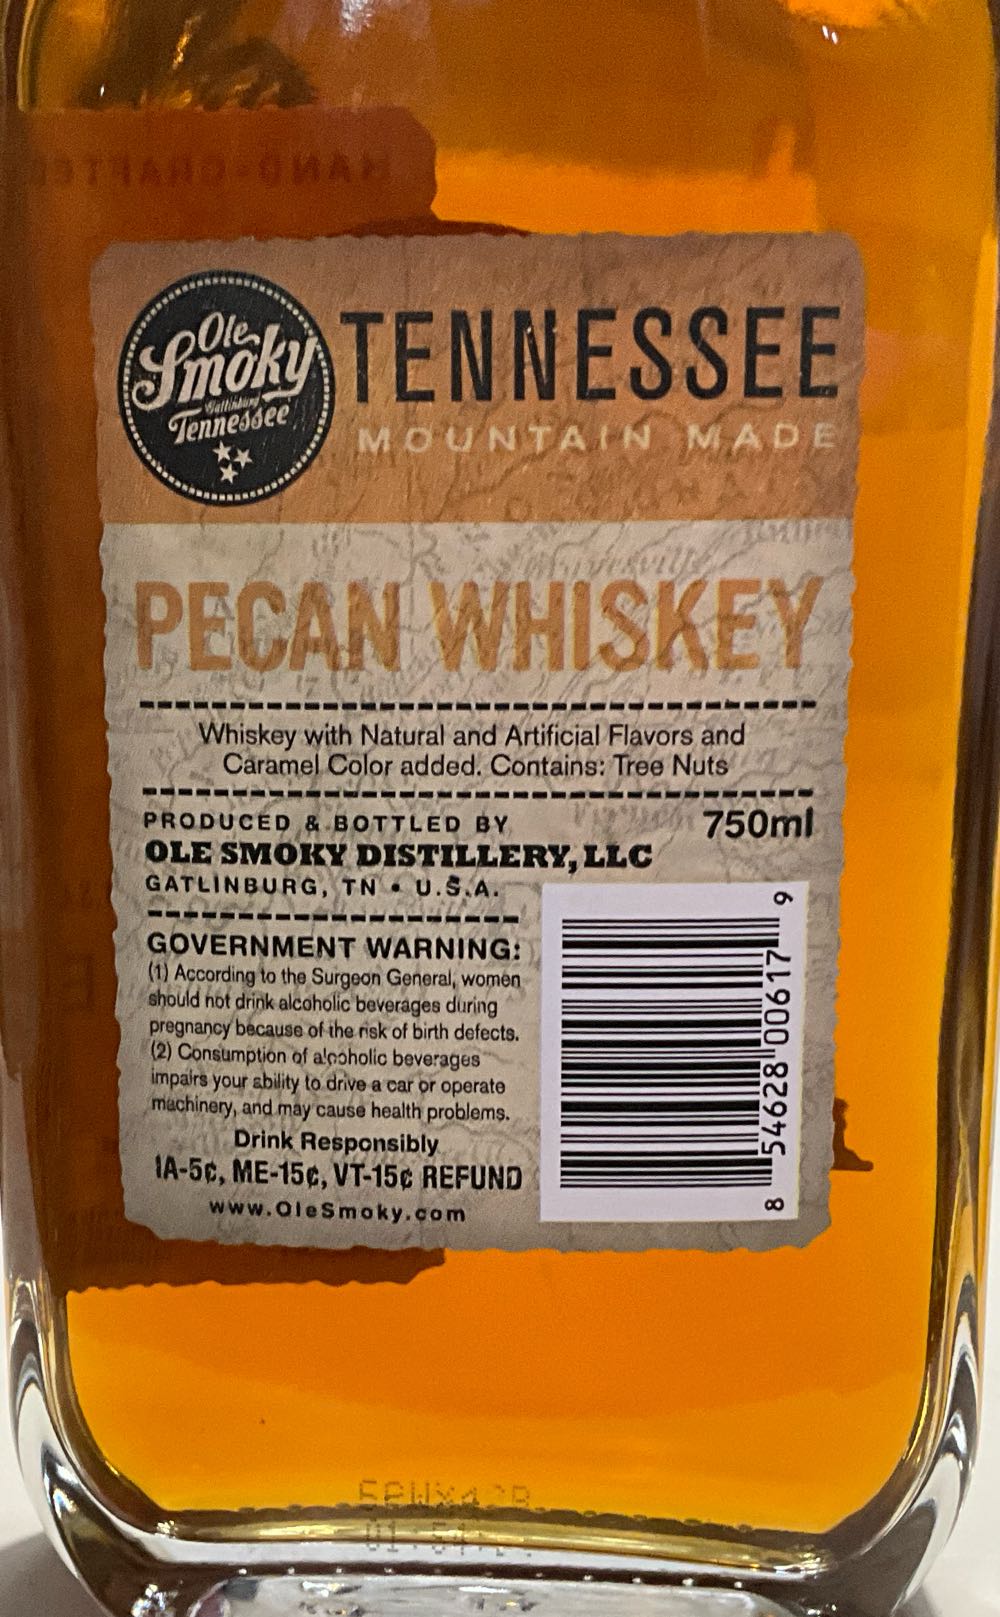 HAND-CRAFTED
Ole
Smoky
Gatlinburg
Tennessee
TENNESSEE
MOUNTAIN MADE
PECAN WHISKEY
Whiskey with Natural and Artificial Flavors and
Caramel Color added. Contains: Tree Nuts
PRODUCED & BOTTLED BY
750ml
OLE SMOKY DISTILLERY, LLC
GATLINBURG, TN • U.S.A.
GOVERNMENT WARNING:
(1) According to the Surgeon General, women
should not drink alcoholic beverages during
pregnancy because of the risk of birth defects.
(2) Consumption of alcoholic beverages
impairs your ability to drive a car or operate
machinery, and may cause health problems.
Drink Responsibly
IA-5¢, ME-15¢, VT-15¢ REFUND
www.OleSmoky.com
8 54628 00617 9